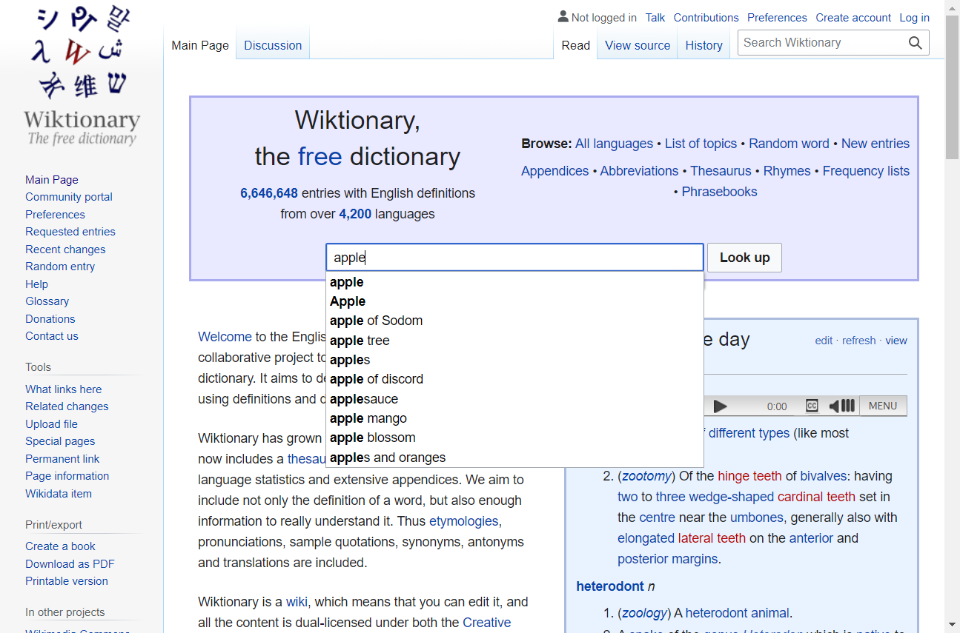 Not logged in Talk Contributions Preferences Create account Log in
Main Page Discussion Read View source History Search Wiktionary
Wiktionary
The free dictionary
Main Page
Community portal
Preferences
Requested entries
Recent changes
Random entry
Help
Glossary
Donations
Contact us
Tools
What links here
Related changes
Upload file
Special pages
Permanent link
Page information
Wikidata item
Print/export
Create a book
Download as PDF
Printable version
In other projects
Wiktionary,
the free dictionary
6,646,648 entries with English definitions
from over 4,200 languages
Browse: All languages • List of topics • Random word • New entries
Appendices • Abbreviations • Thesaurus • Rhymes • Frequency lists
• Phrasebooks
apple Look up
apple
Apple
apple of Sodom
apple tree
apples
apple of discord
applesauce
apple mango
apple blossom
apples and oranges
Welcome to the
collaborative project
dictionary. It aims
using definitions and
Wiktionary has grown
now includes a
language statistics and extensive appendices. We aim to
include not only the definition of a word, but also enough
information to really understand it. Thus etymologies,
pronunciations, sample quotations, synonyms, antonyms
and translations are included.
Wiktionary is a wiki, which means that you can edit it, and
all the content is dual-licensed under both the Creative
day edit · refresh · view
0:00 CC MENU
different types (like most
2. (zootomy) Of the hinge teeth of bivalves: having
two to three wedge-shaped cardinal teeth set in
the centre near the umbones, generally also with
elongated lateral teeth on the anterior and
posterior margins.
heterodont n
1. (zoology) A heterodont animal.